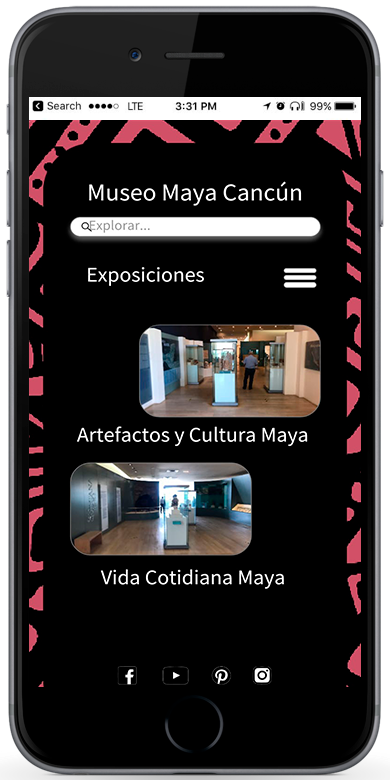 Search LTE 3:31 PM 99%
Museo Maya Cancún
Explorar...
Exposiciones
Artefactos y Cultura Maya
Vida Cotidiana Maya